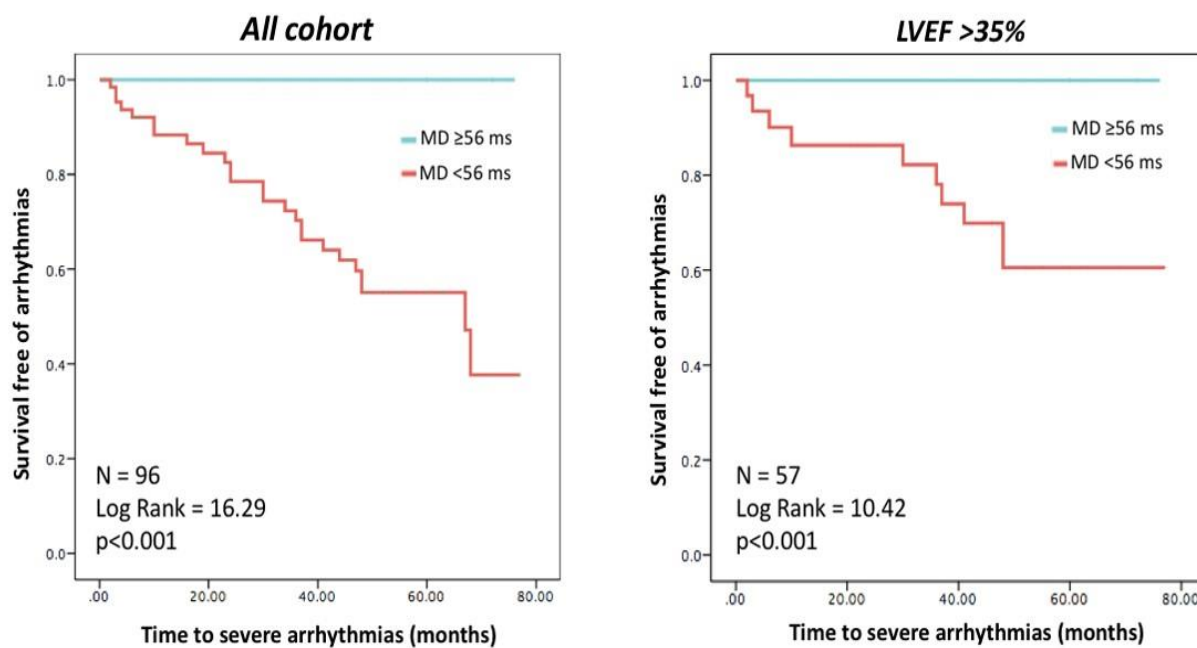 All cohort
1.0
0.8
0.6
0.4
0.2
0.0
Survival free of arrhythmias
MD ≥56 ms
MD <56 ms
N = 96
Log Rank = 16.29
p<0.001
.00 20.00 40.00 60.00 80.00
Time to severe arrhythmias (months)
LVEF >35%
1.0
0.8
0.6
0.4
0.2
0.0
Survival free of arrhythmias
MD ≥56 ms
MD <56 ms
N = 57
Log Rank = 10.42
p<0.001
.00 20.00 40.00 60.00 80.00
Time to severe arrhythmias (months)